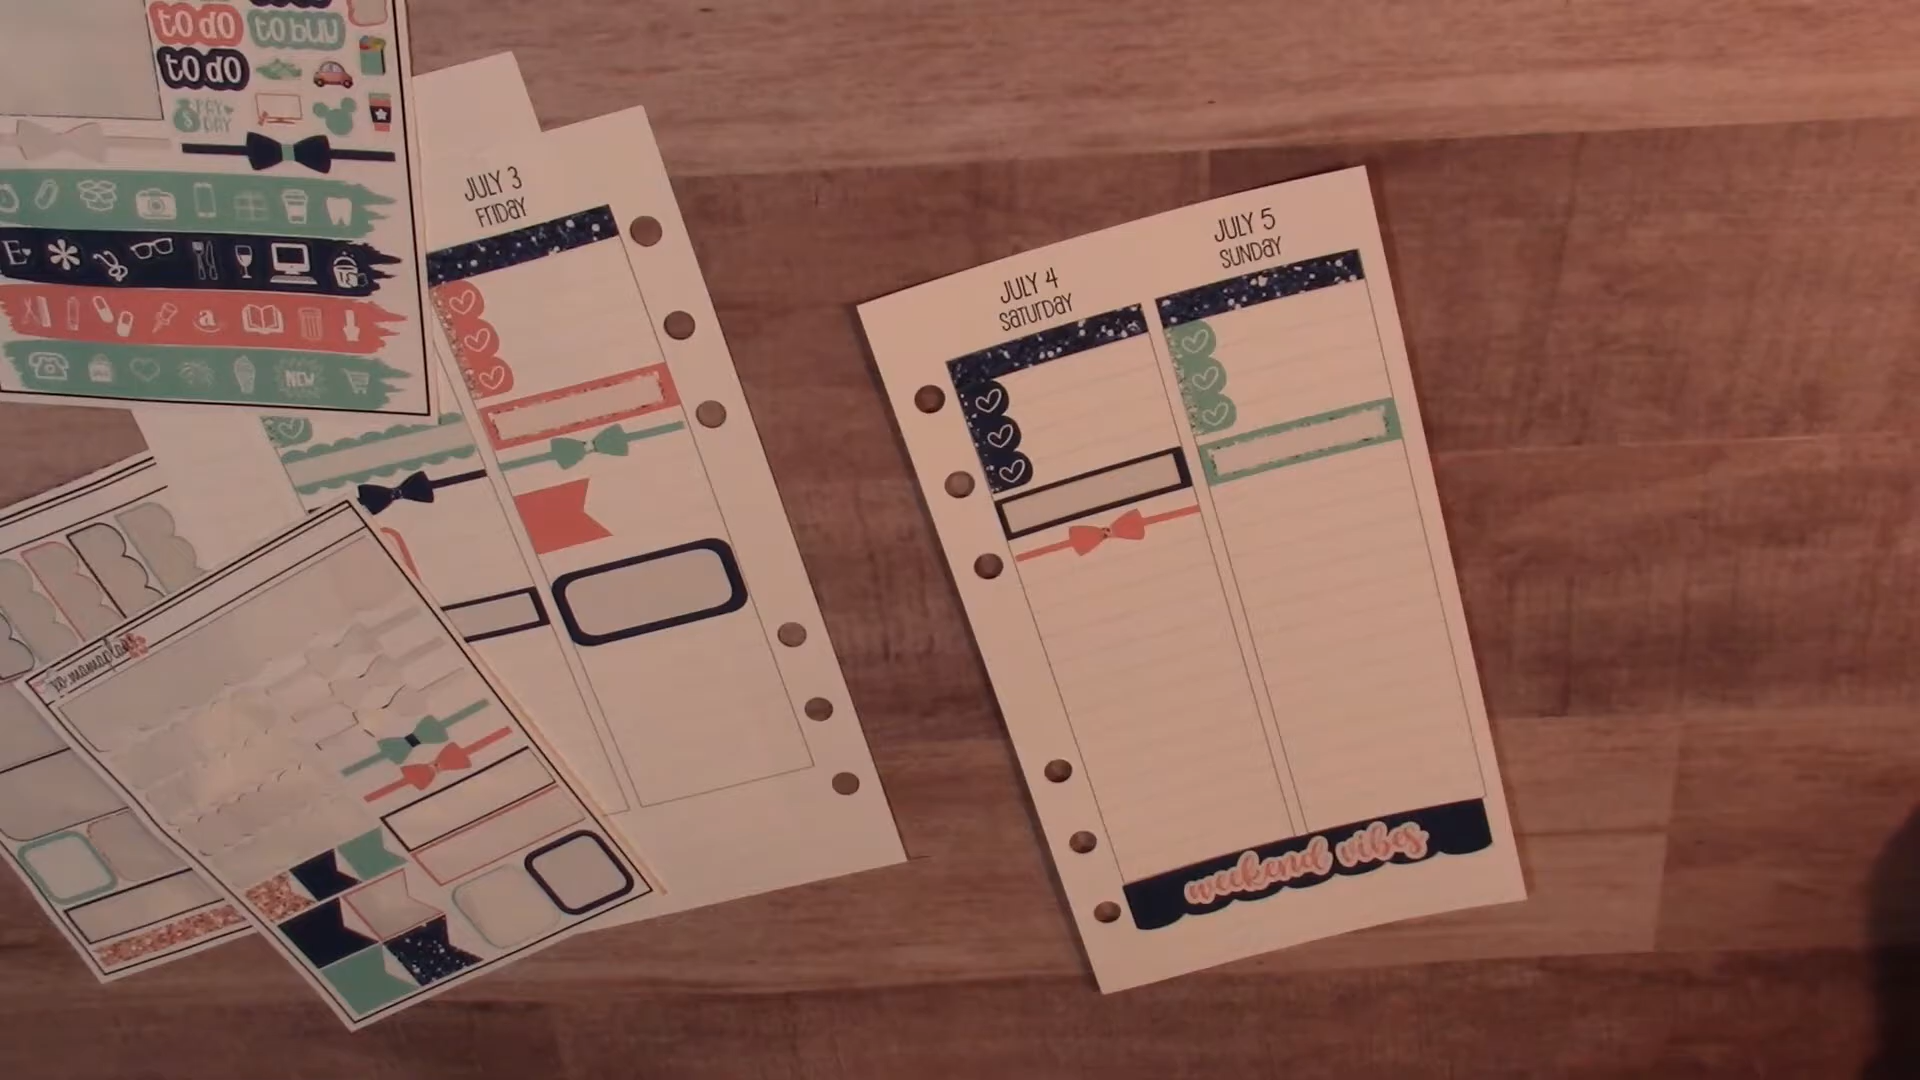 to do
to buy
to do
PAY
DAY
E
a
NEW
JULY 3
FRIDAY
JULY 4
SATURDAY
JULY 5
SUNDAY
weekend vibes